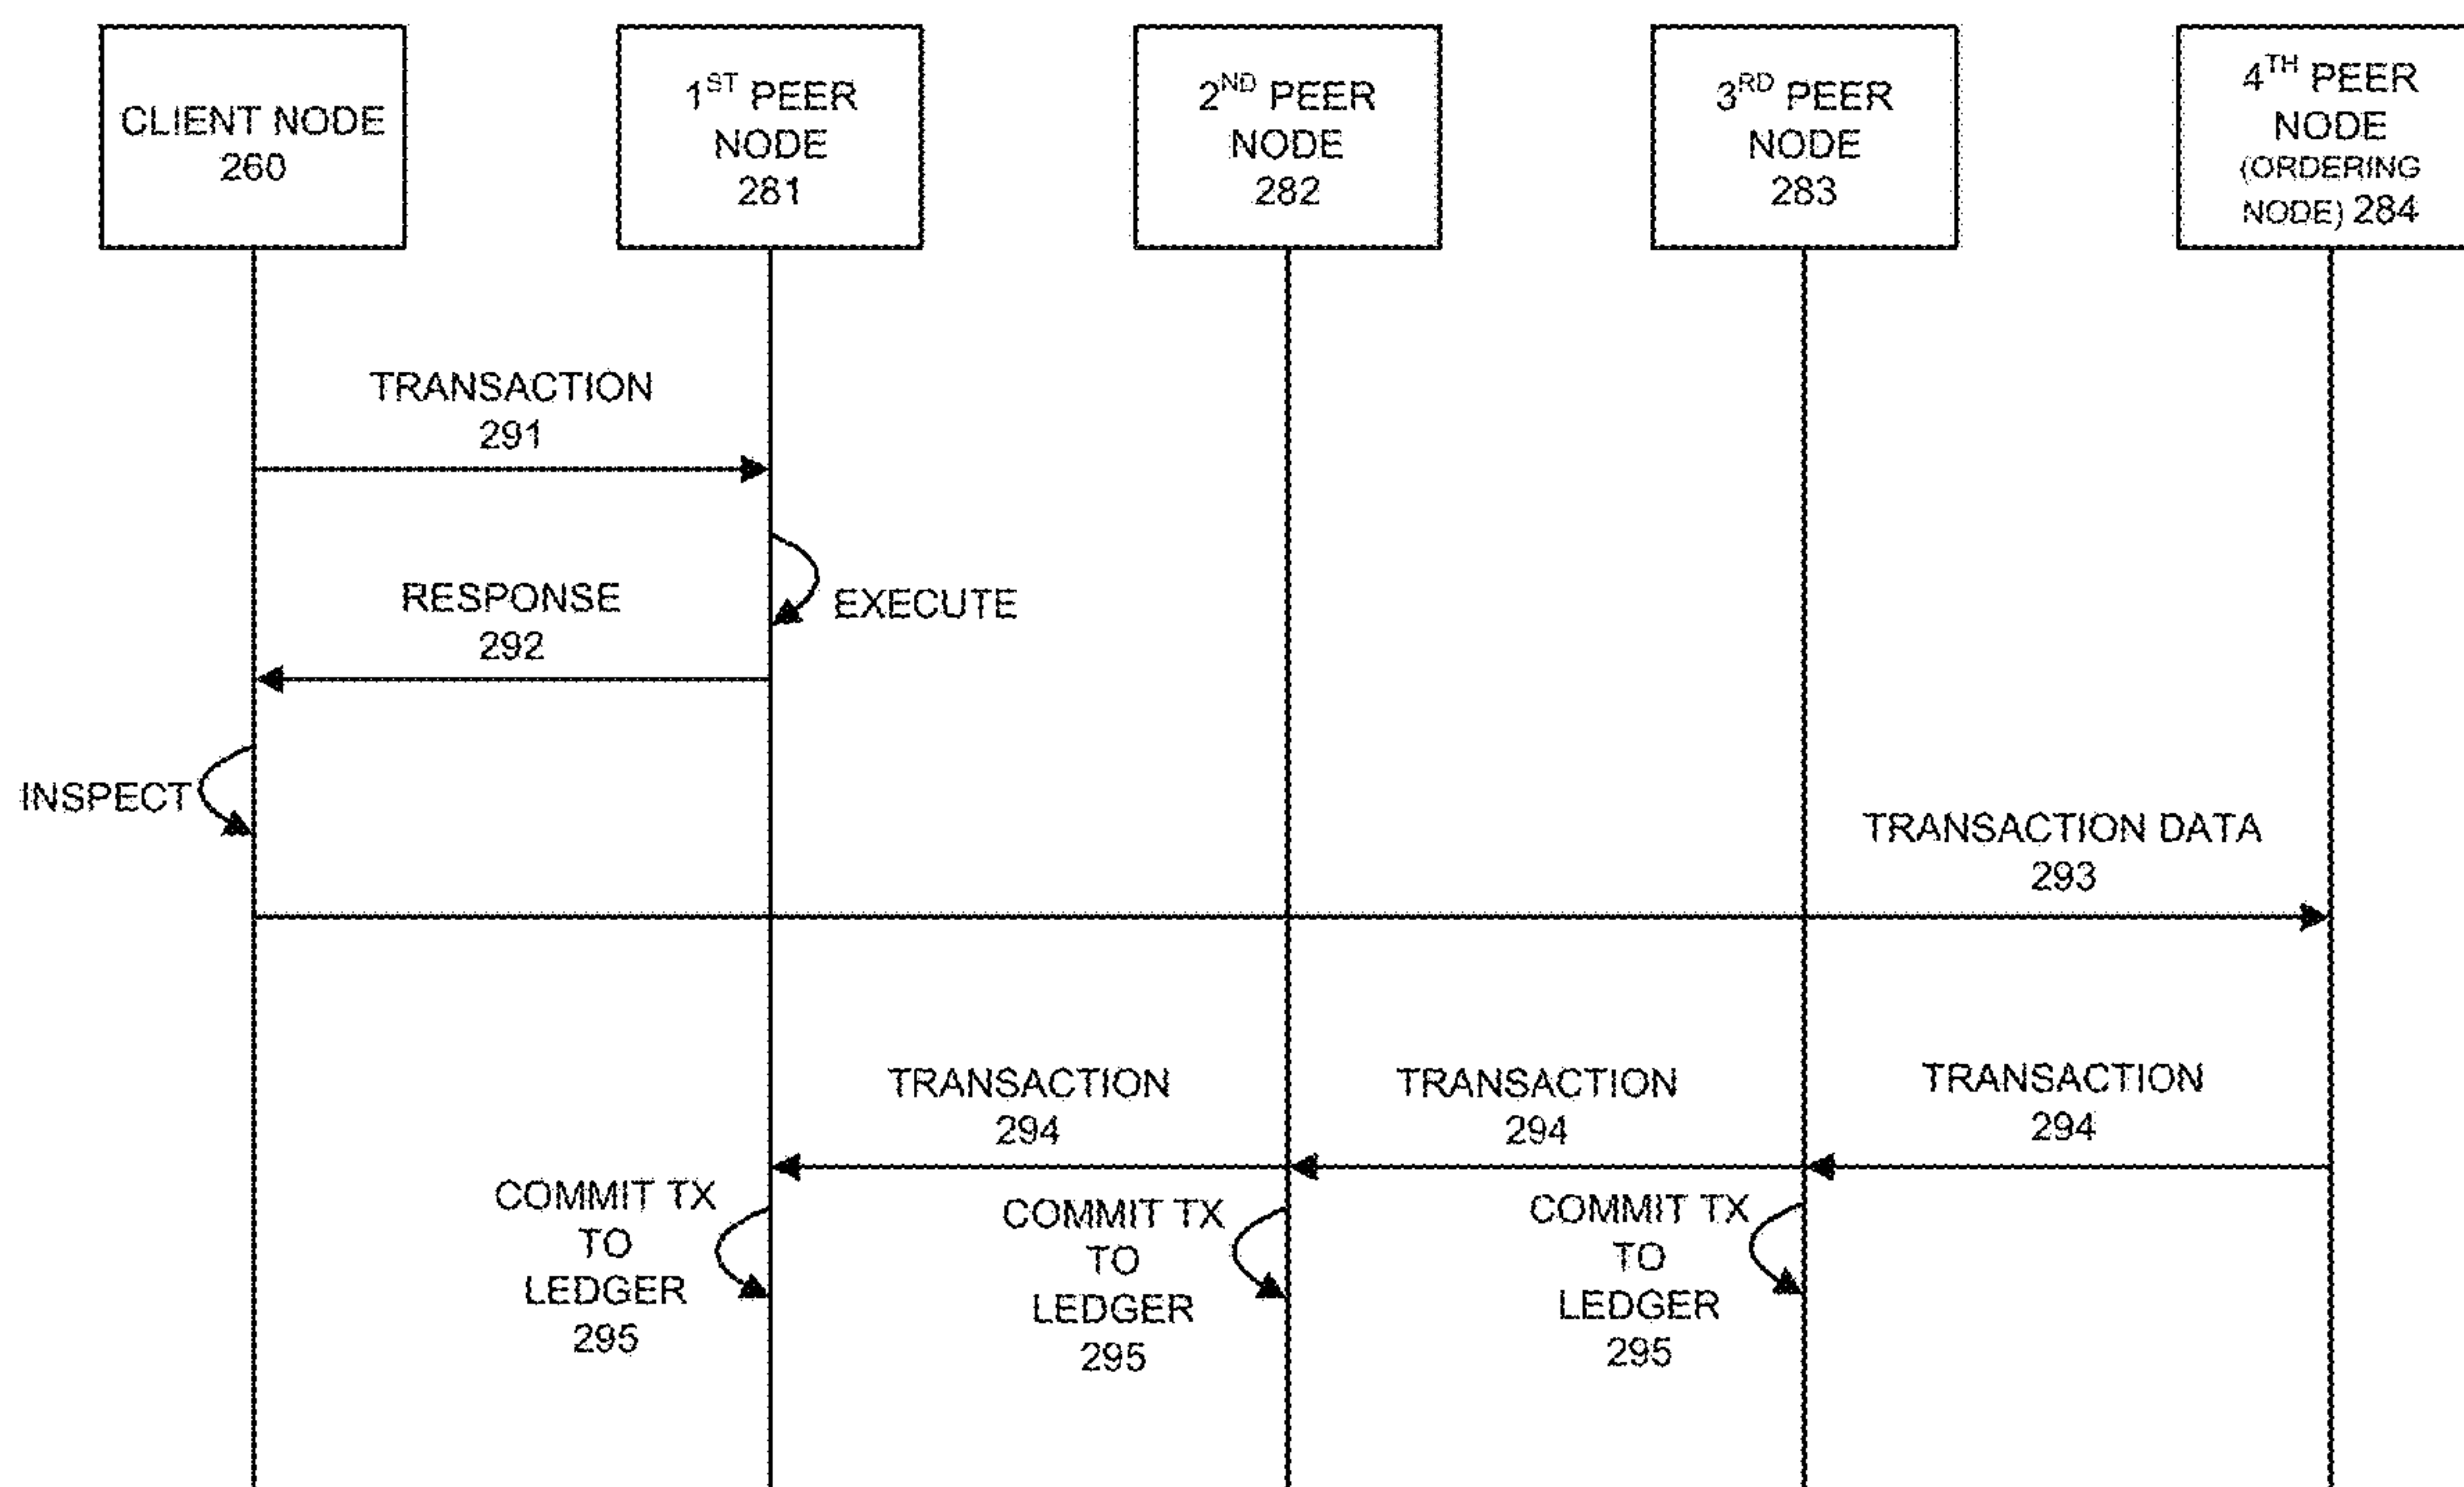 CLIENT NODE
260
1ST PEER
NODE
281
2ND PEER
NODE
282
3RD PEER
NODE
283
4TH PEER
NODE
(ORDERING
NODE) 284
TRANSACTION
291
EXECUTE
RESPONSE
292
INSPECT
TRANSACTION DATA
293
TRANSACTION
294
TRANSACTION
294
TRANSACTION
294
COMMIT TX
TO
LEDGER
295
COMMIT TX
TO
LEDGER
295
COMMIT TX
TO
LEDGER
295